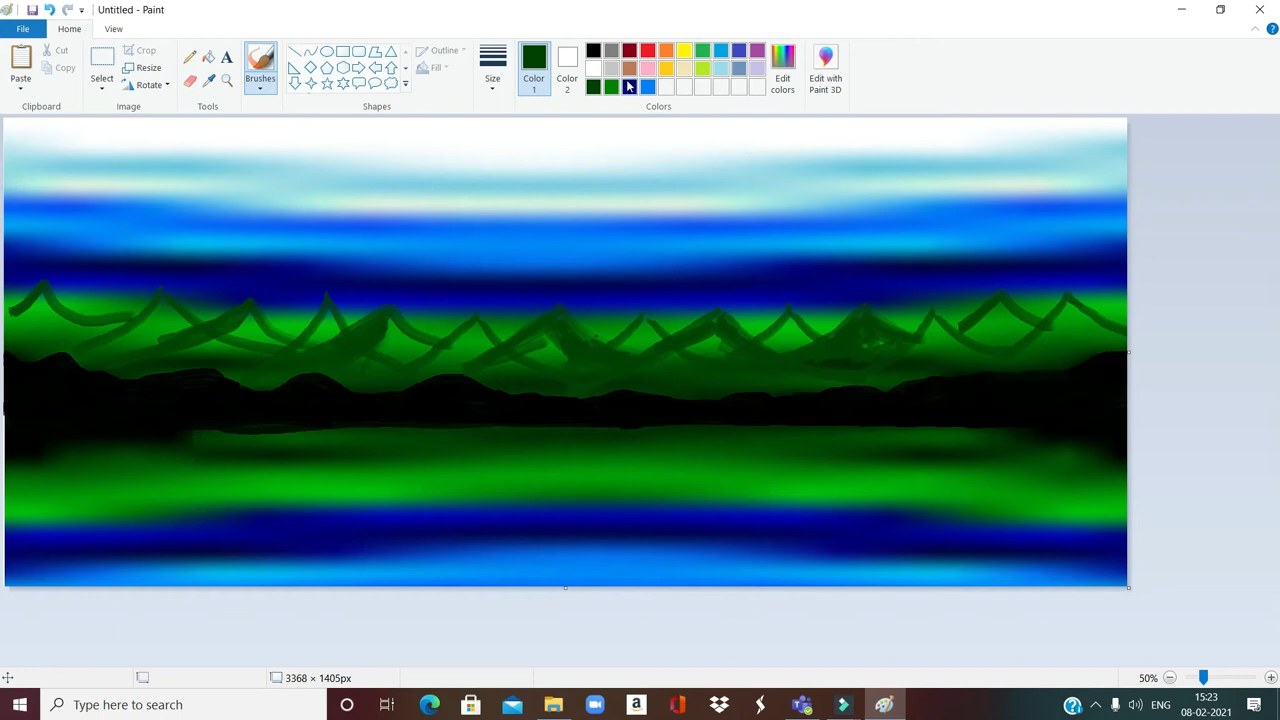 Untitled - Paint
File
Home
View
Paste
Cut
Copy
Clipboard
Select
Crop
Resize
Rotate
Image
A
Tools
Brushes
Outline
Fill
Shapes
Size
Color
1
Color
2
Colors
Edit
colors
Edit with
Paint 3D
3368 × 1405px
50%
Type here to search
a
ENG
15:23
08-02-2021